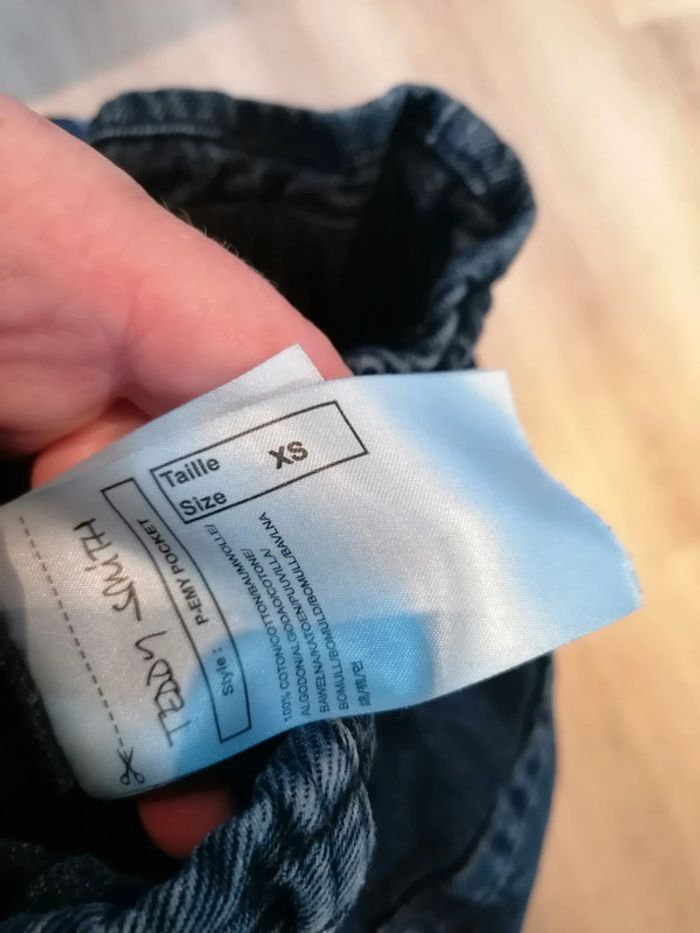 Taille
Size
XS
TEDDY SMITH
Style : P-EMY POCKET
100% COTON/COTTON/BAUMWOLLE/
ALGODON/ALGODAO/COTONE/
BAWEŁNA/KATOEN/PUUVILLA/
BOMULL/BOMULD/BOMULL/BAVLNA